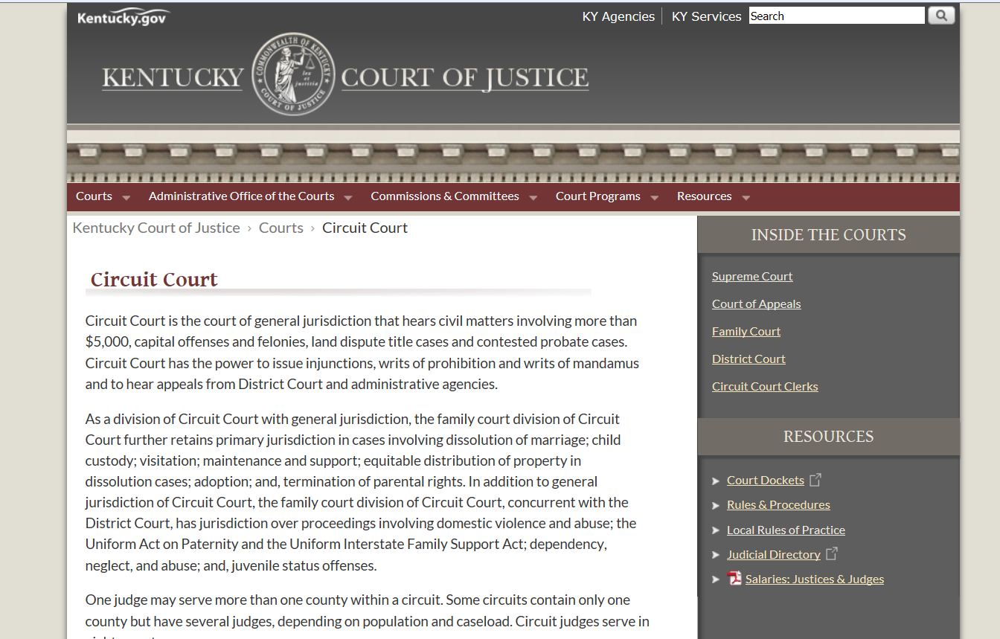 Kentucky.gov
KY Agencies KY Services Search
KENTUCKY COURT OF JUSTICE
COMMONWEALTH OF KENTUCKY
lex et justitia
COURT OF JUSTICE
Courts Administrative Office of the Courts Commissions & Committees Court Programs Resources
Kentucky Court of Justice › Courts › Circuit Court
Circuit Court
Circuit Court is the court of general jurisdiction that hears civil matters involving more than
$5,000, capital offenses and felonies, land dispute title cases and contested probate cases.
Circuit Court has the power to issue injunctions, writs of prohibition and writs of mandamus
and to hear appeals from District Court and administrative agencies.
As a division of Circuit Court with general jurisdiction, the family court division of Circuit
Court further retains primary jurisdiction in cases involving dissolution of marriage; child
custody; visitation; maintenance and support; equitable distribution of property in
dissolution cases; adoption; and, termination of parental rights. In addition to general
jurisdiction of Circuit Court, the family court division of Circuit Court, concurrent with the
District Court, has jurisdiction over proceedings involving domestic violence and abuse; the
Uniform Act on Paternity and the Uniform Interstate Family Support Act; dependency,
neglect, and abuse; and, juvenile status offenses.
One judge may serve more than one county within a circuit. Some circuits contain only one
county but have several judges, depending on population and caseload. Circuit judges serve in
INSIDE THE COURTS
Supreme Court
Court of Appeals
Family Court
District Court
Circuit Court Clerks
RESOURCES
Court Dockets
Rules & Procedures
Local Rules of Practice
Judicial Directory
Salaries: Justices & Judges